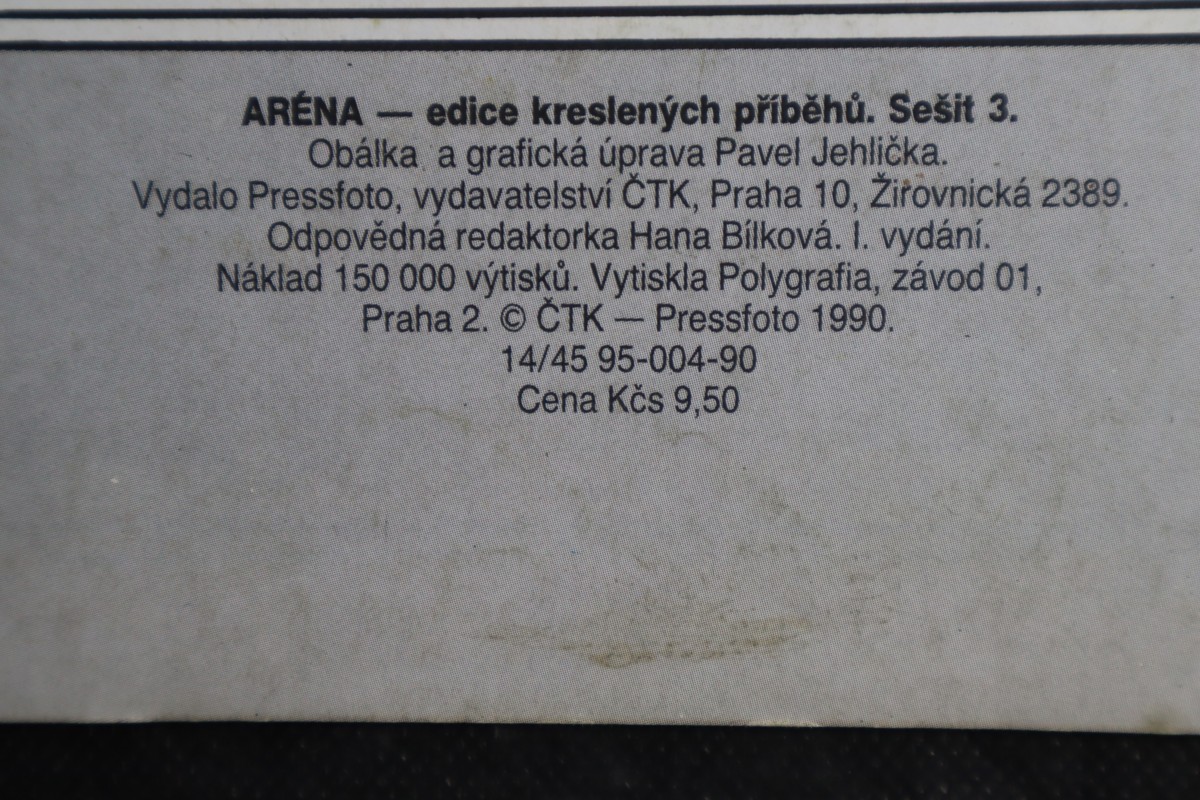 ARÉNA — edice kreslených příběhů. Sešit 3.
Obálka a grafická úprava Pavel Jehlička.
Vydalo Pressfoto, vydavatelství ČTK, Praha 10, Žirovnická 2389.
Odpovědná redaktorka Hana Bílková. I. vydání.
Náklad 150 000 výtisků. Vytiskla Polygrafia, závod 01,
Praha 2. © ČTK — Pressfoto 1990.
14/45 95-004-90
Cena Kčs 9,50